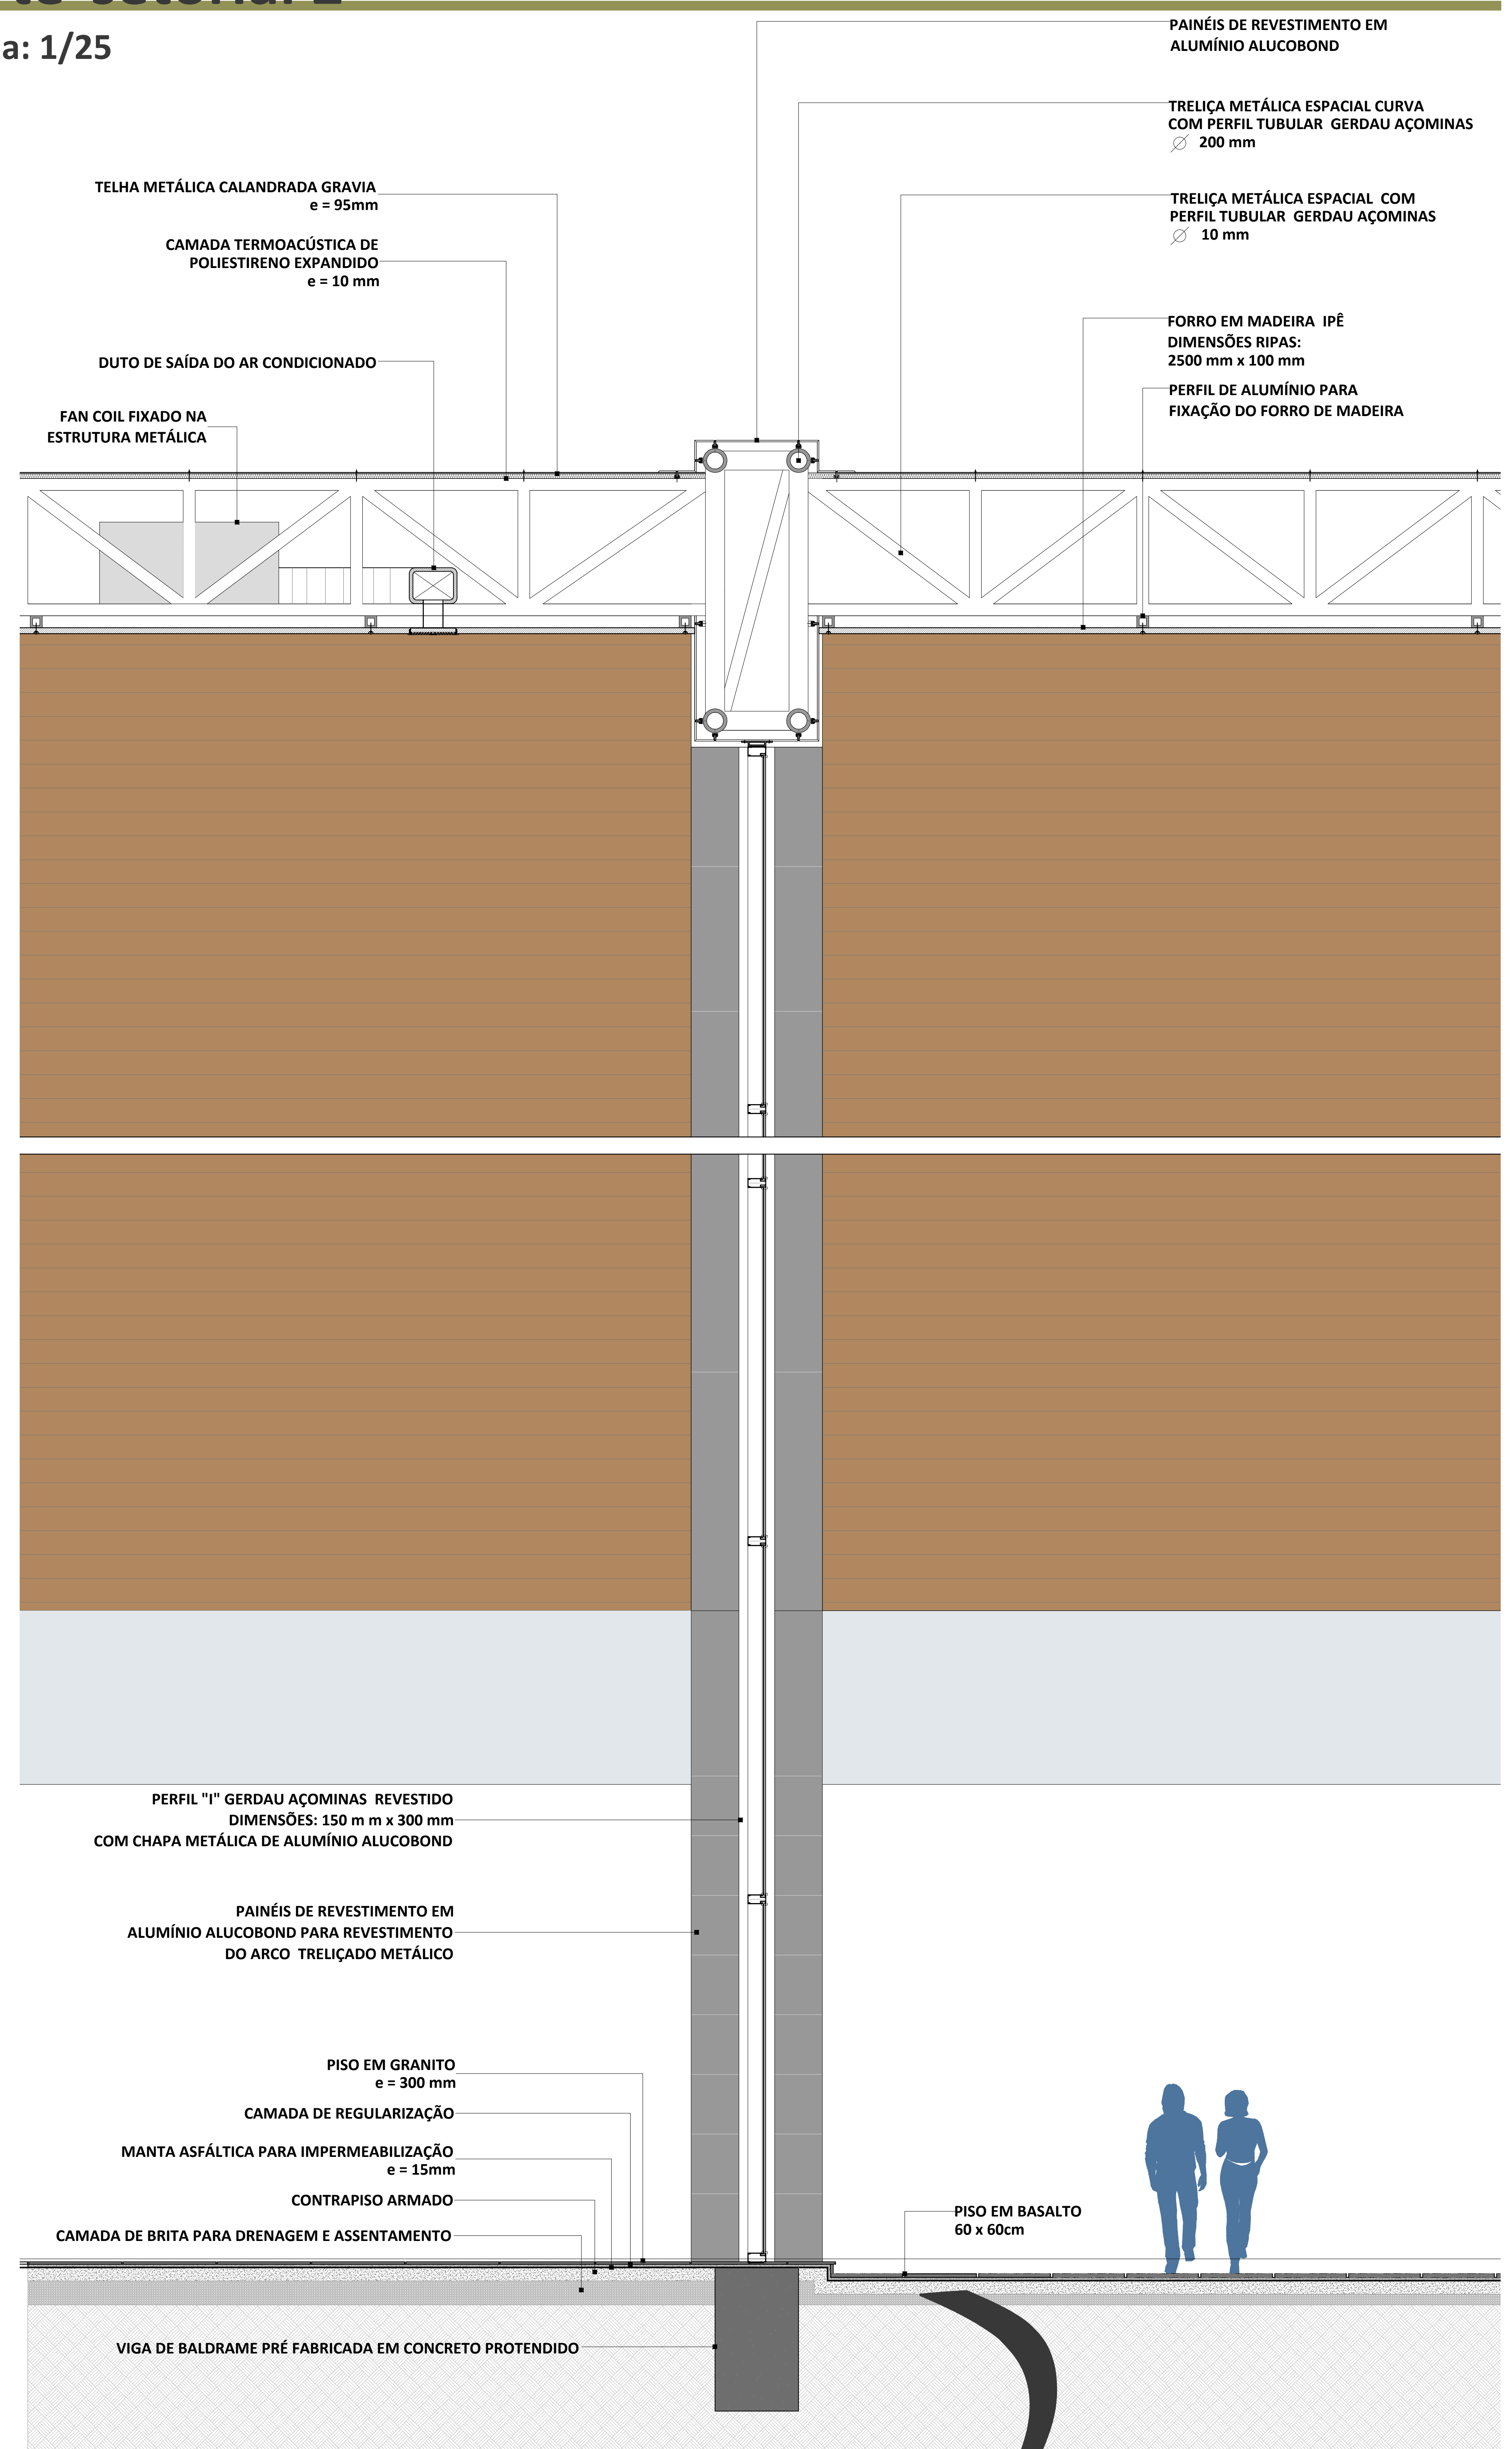 a: 1/25
PAINÉIS DE REVESTIMENTO EM
ALUMÍNIO ALUCOBOND
TRELIÇA METÁLICA ESPACIAL CURVA
COM PERFIL TUBULAR GERDAU AÇOMINAS
∅ 200 mm
TELHA METÁLICA CALANDRADA GRAVIA
e = 95mm
TRELIÇA METÁLICA ESPACIAL COM
PERFIL TUBULAR GERDAU AÇOMINAS
∅ 10 mm
CAMADA TERMOACÚSTICA DE
POLIESTIRENO EXPANDIDO
e = 10 mm
FORRO EM MADEIRA IPÊ
DIMENSÕES RIPAS:
2500 mm x 100 mm
DUTO DE SAÍDA DO AR CONDICIONADO
PERFIL DE ALUMÍNIO PARA
FIXAÇÃO DO FORRO DE MADEIRA
FAN COIL FIXADO NA
ESTRUTURA METÁLICA
PERFIL "I" GERDAU AÇOMINAS REVESTIDO
DIMENSÕES: 150 m m x 300 mm
COM CHAPA METÁLICA DE ALUMÍNIO ALUCOBOND
PAINÉIS DE REVESTIMENTO EM
ALUMÍNIO ALUCOBOND PARA REVESTIMENTO
DO ARCO TRELIÇADO METÁLICO
PISO EM GRANITO
e = 300 mm
CAMADA DE REGULARIZAÇÃO
MANTA ASFÁLTICA PARA IMPERMEABILIZAÇÃO
e = 15mm
CONTRAPISO ARMADO
CAMADA DE BRITA PARA DRENAGEM E ASSENTAMENTO
PISO EM BASALTO
60 x 60cm
VIGA DE BALDRAME PRÉ FABRICADA EM CONCRETO PROTENDIDO